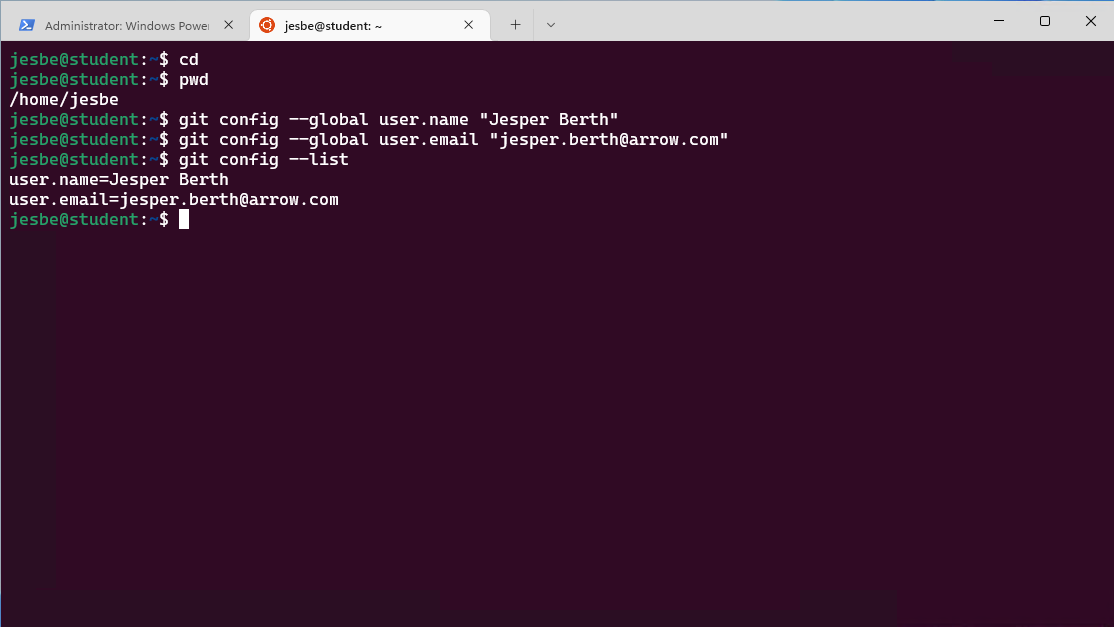 Administrator: Windows Power
jesbe@student: ~
jesbe@student:~$ cd
jesbe@student:~$ pwd
/home/jesbe
jesbe@student:~$ git config --global user.name "Jesper Berth"
jesbe@student:~$ git config --global user.email "jesper.berth@arrow.com"
jesbe@student:~$ git config --list
user.name=Jesper Berth
user.email=jesper.berth@arrow.com
jesbe@student:~$